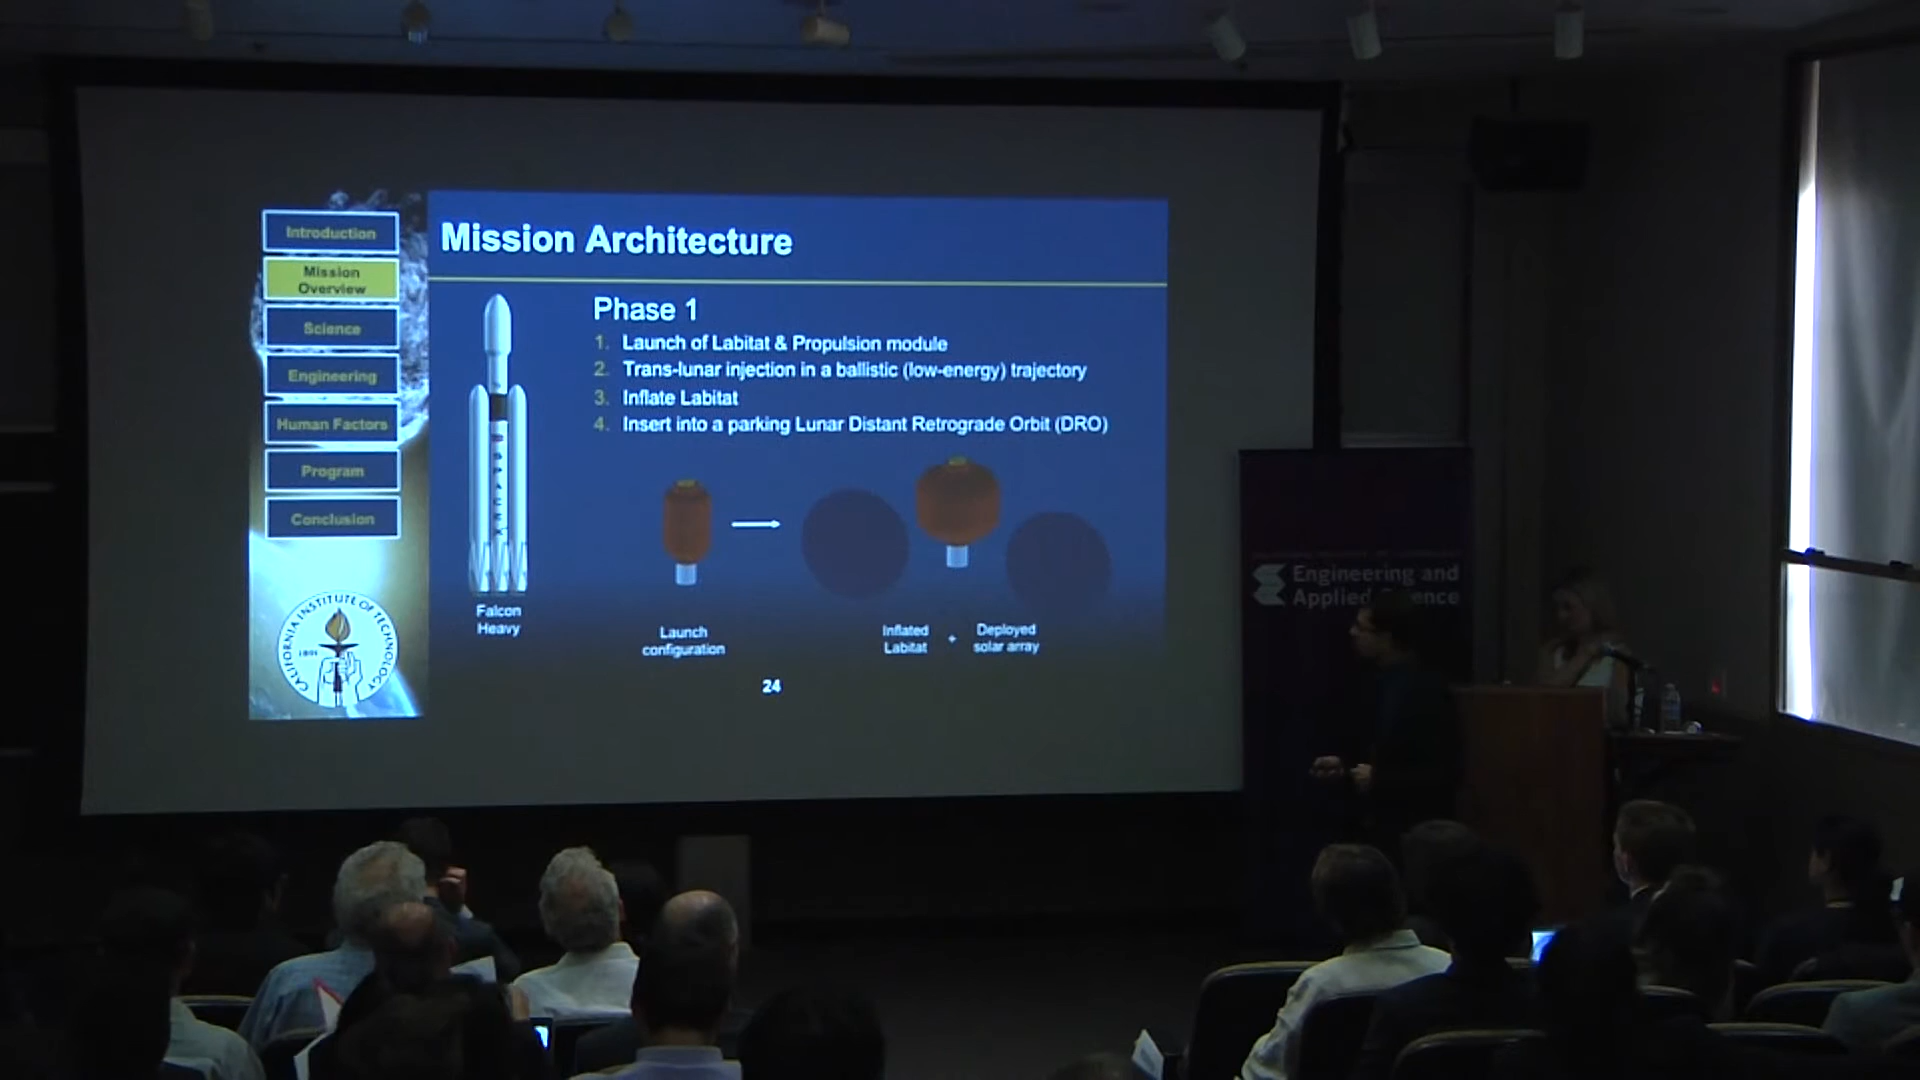 Introduction
Mission
Overview
Science
Engineering
Human Factors
Program
Conclusion
CALIFORNIA INSTITUTE OF TECHNOLOGY
1891
Mission Architecture
Phase 1
1. Launch of Labitat & Propulsion module
2. Trans-lunar injection in a ballistic (low-energy) trajectory
3. Inflate Labitat
4. Insert into a parking Lunar Distant Retrograde Orbit (DRO)
SPACEX
Falcon
Heavy
Launch
configuration
Inflated
Labitat
+
Deployed
solar array
24
Engineering and
Applied Science